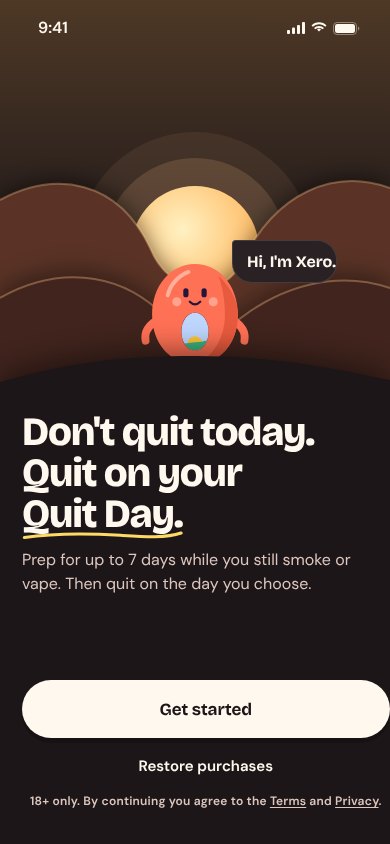 9:41
Hi, I'm Xero.
Don't quit today.
Quit on your
Quit Day.
Prep for up to 7 days while you still smoke or
vape. Then quit on the day you choose.
Get started
Restore purchases
18+ only. By continuing you agree to the Terms and Privacy.